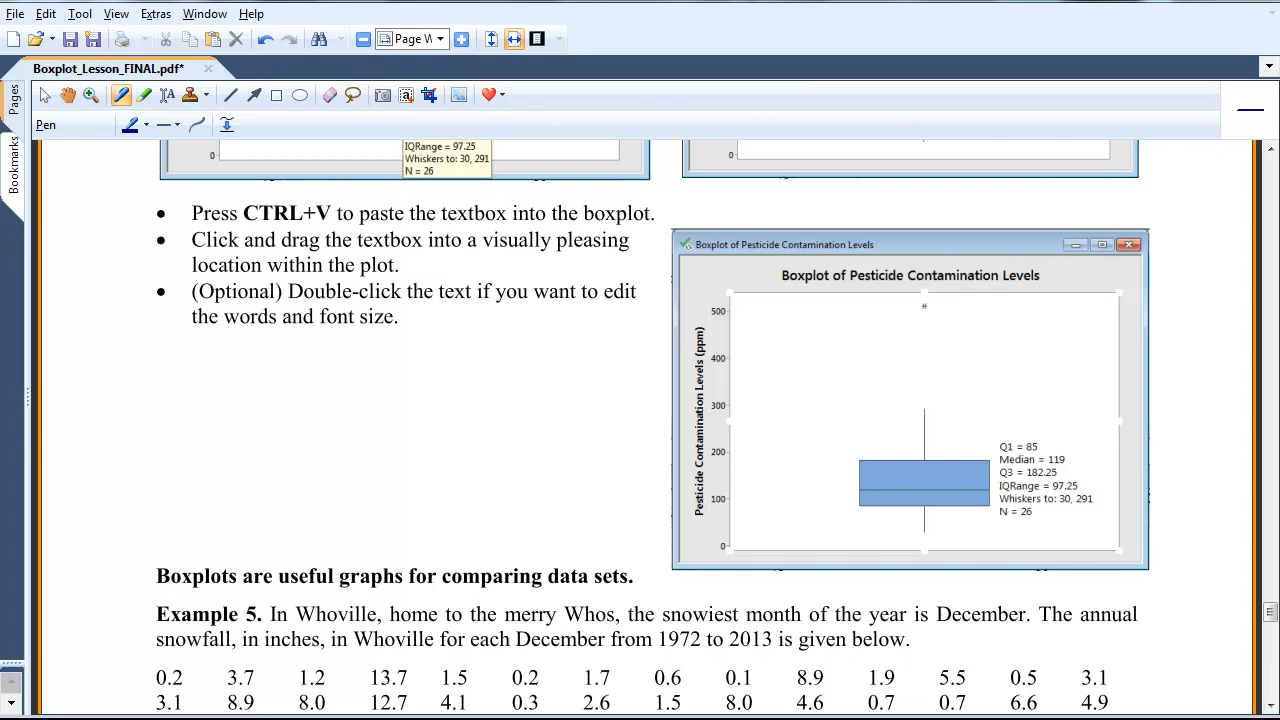 File Edit Tool View Extras Window Help
Page W
Boxplot_Lesson_FINAL.pdf*
Pages
Bookmarks
Pen
0
IQRange = 97.25
Whiskers to: 30, 291
N = 26
0
• Press CTRL+V to paste the textbox into the boxplot.
• Click and drag the textbox into a visually pleasing
location within the plot.
• (Optional) Double-click the text if you want to edit
the words and font size.
Boxplot of Pesticide Contamination Levels
Boxplot of Pesticide Contamination Levels
Pesticide Contamination Levels (ppm)
500
400
300
200
100
0
Q1 = 85
Median = 119
Q3 = 182.25
IQRange = 97.25
Whiskers to: 30, 291
N = 26
Boxplots are useful graphs for comparing data sets.
Example 5. In Whoville, home to the merry Whos, the snowiest month of the year is December. The annual
snowfall, in inches, in Whoville for each December from 1972 to 2013 is given below.
0.2 3.7 1.2 13.7 1.5 0.2 1.7 0.6 0.1 8.9 1.9 5.5 0.5 3.1
3.1 8.9 8.0 12.7 4.1 0.3 2.6 1.5 8.0 4.6 0.7 0.7 6.6 4.9